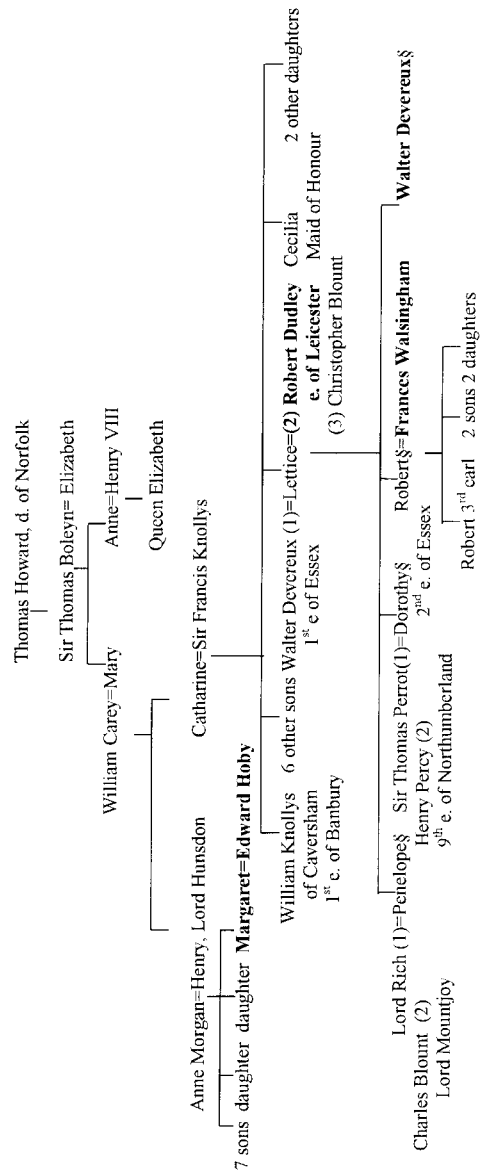 Thomas Howard, d. of Norfolk
Sir Thomas Boleyn= Elizabeth
William Carey=Mary
Anne=Henry VIII
Queen Elizabeth
Anne Morgan=Henry, Lord Hunsdon
Catharine=Sir Francis Knollys
7 sons daughter daughter Margaret=Edward Hoby
William Knollys
of Caversham
1st e. of Banbury
6 other sons
Walter Devereux (1)=Lettice=(2) Robert Dudley
1st e of Essex
e. of Leicester
(3) Christopher Blount
Cecilia
Maid of Honour
2 other daughters
Lord Rich (1)=Penelope§
Charles Blount (2)
Lord Mountjoy
Sir Thomas Perrot(1)=Dorothy§
Henry Percy (2)
9th e. of Northumberland
Robert§=Frances Walsingham
2nd e. of Essex
Walter Devereux§
Robert 3rd earl
2 sons 2 daughters